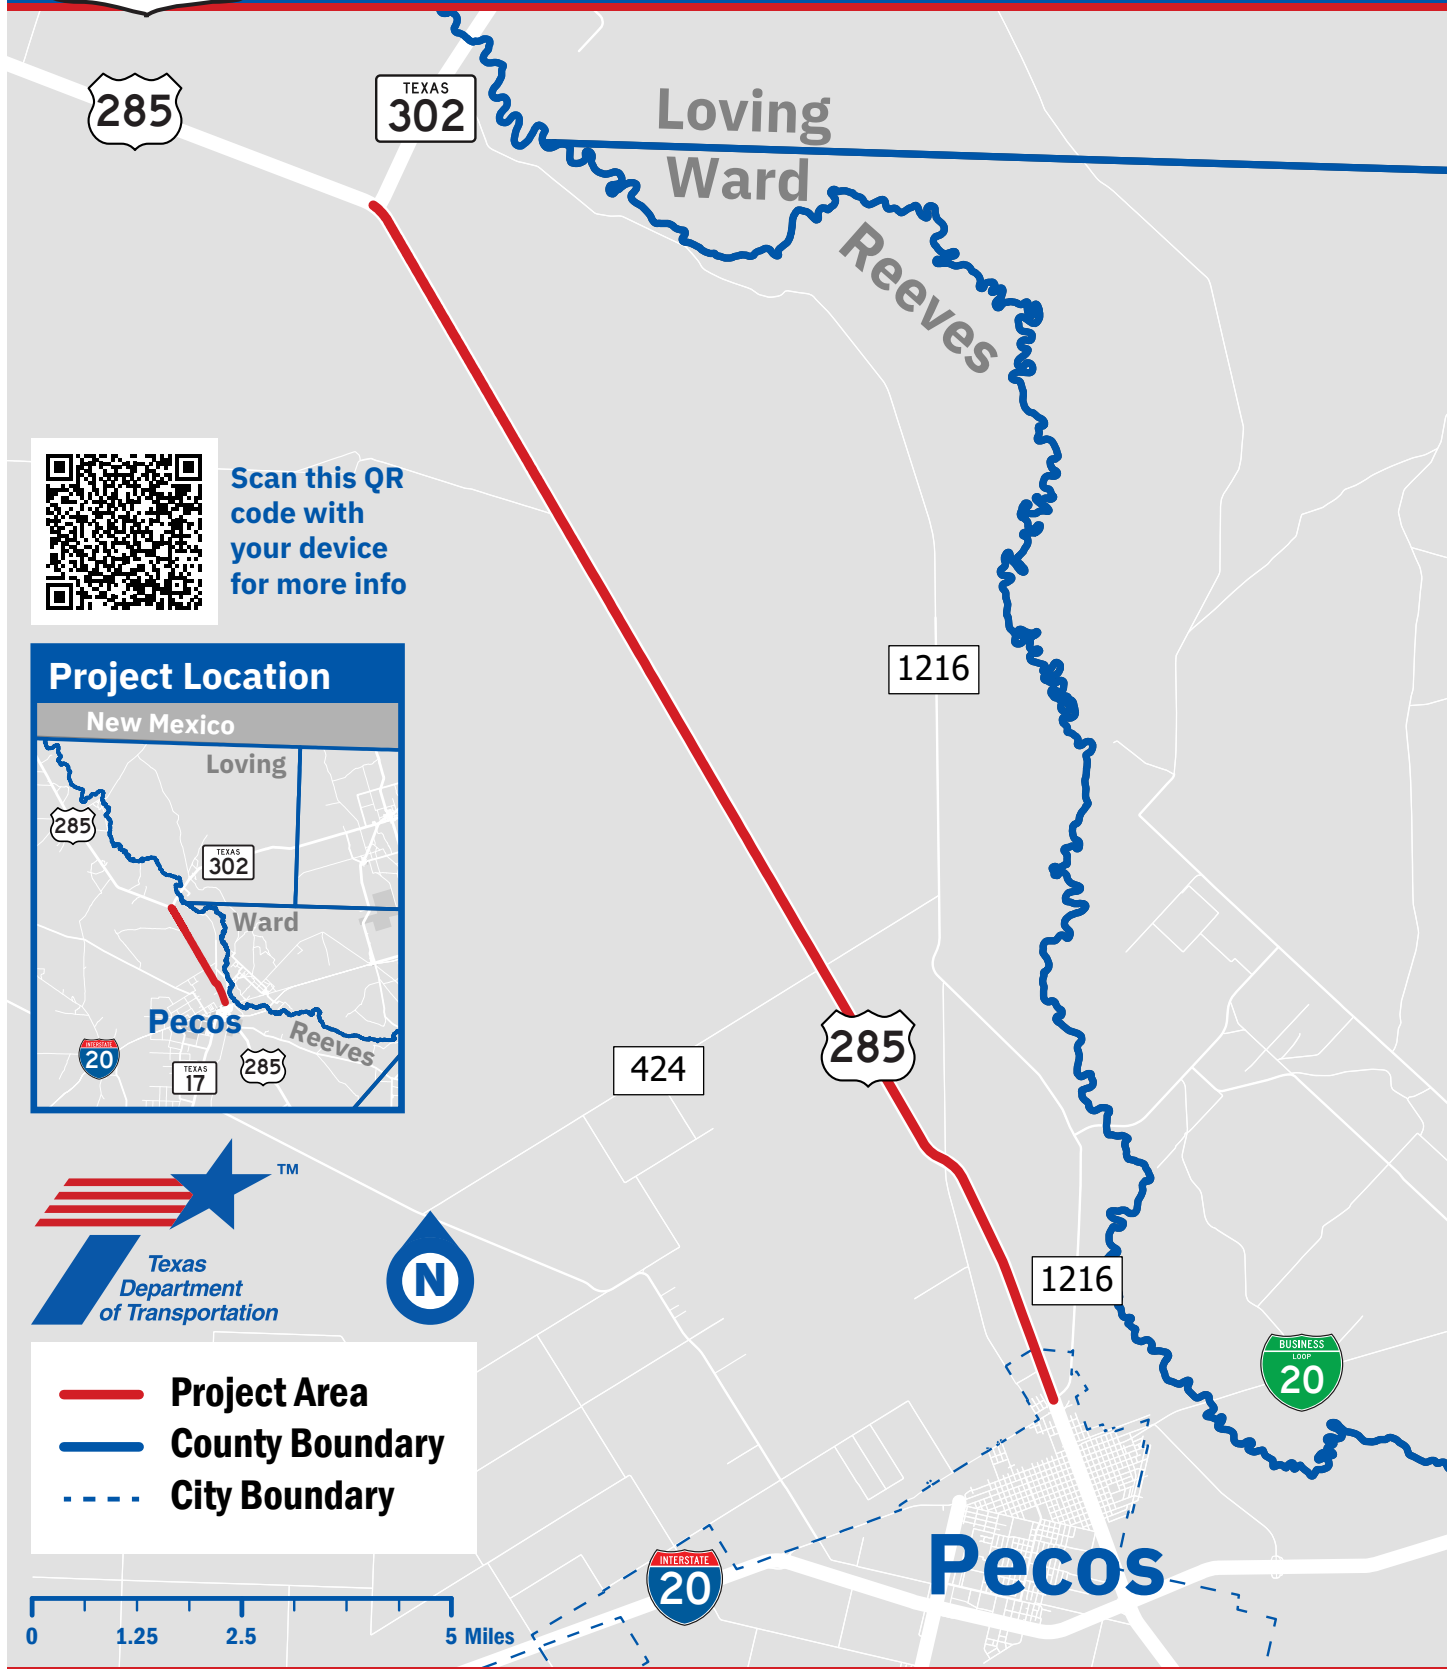 285
TEXAS
302
Loving
Ward
Reeves
Scan this QR
code with
your device
for more info
1216
Project Location
New Mexico
Loving
285
TEXAS
302
Ward
Pecos
Reeves
INTERSTATE
20
TEXAS
17
285
424
285
TM
Texas
Department
of Transportation
N
1216
BUSINESS
LOOP
20
Project Area
County Boundary
City Boundary
Pecos
INTERSTATE
20
0 1.25 2.5 5 Miles